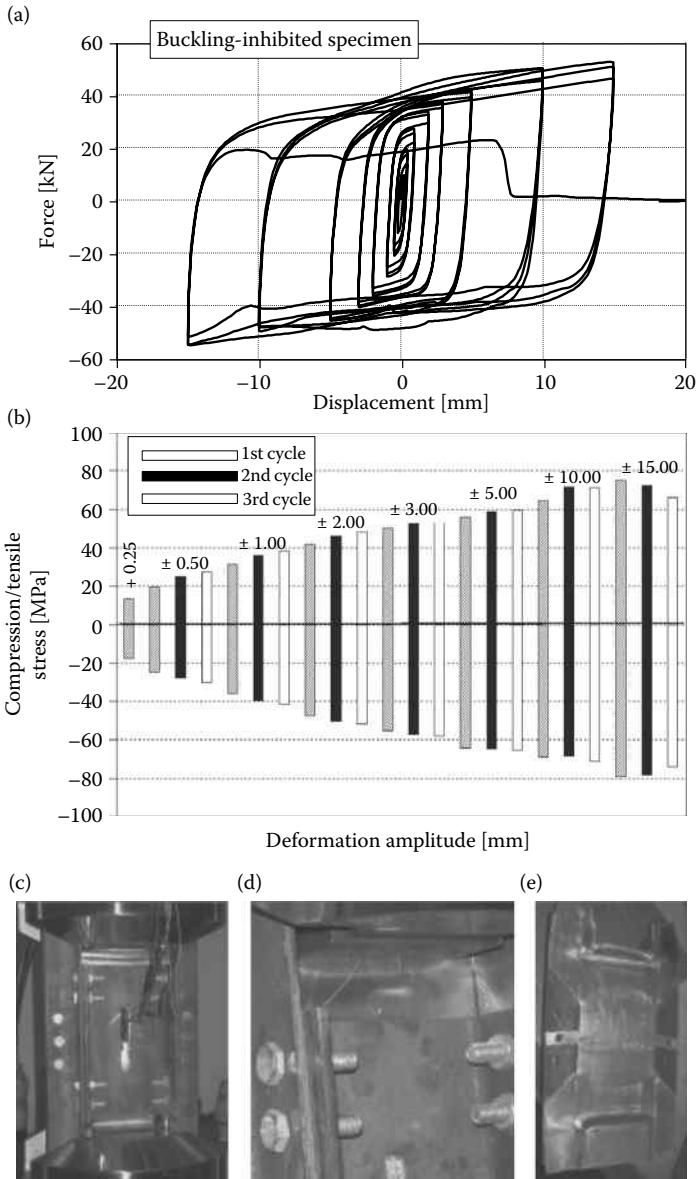 (a)
Buckling-inhibited specimen
Force [kN]
60
40
20
0
−20
−40
−60
−20
−10
0
10
20
Displacement [mm]
(b)
1st cycle
2nd cycle
3rd cycle
Compression/tensile
stress [MPa]
100
80
60
40
20
0
−20
−40
−60
−80
−100
+ 0.25
± 0.50
± 1.00
± 2.00
± 3.00
± 5.00
± 10.00
± 15.00
Deformation amplitude [mm]
(c)
(d)
(e)